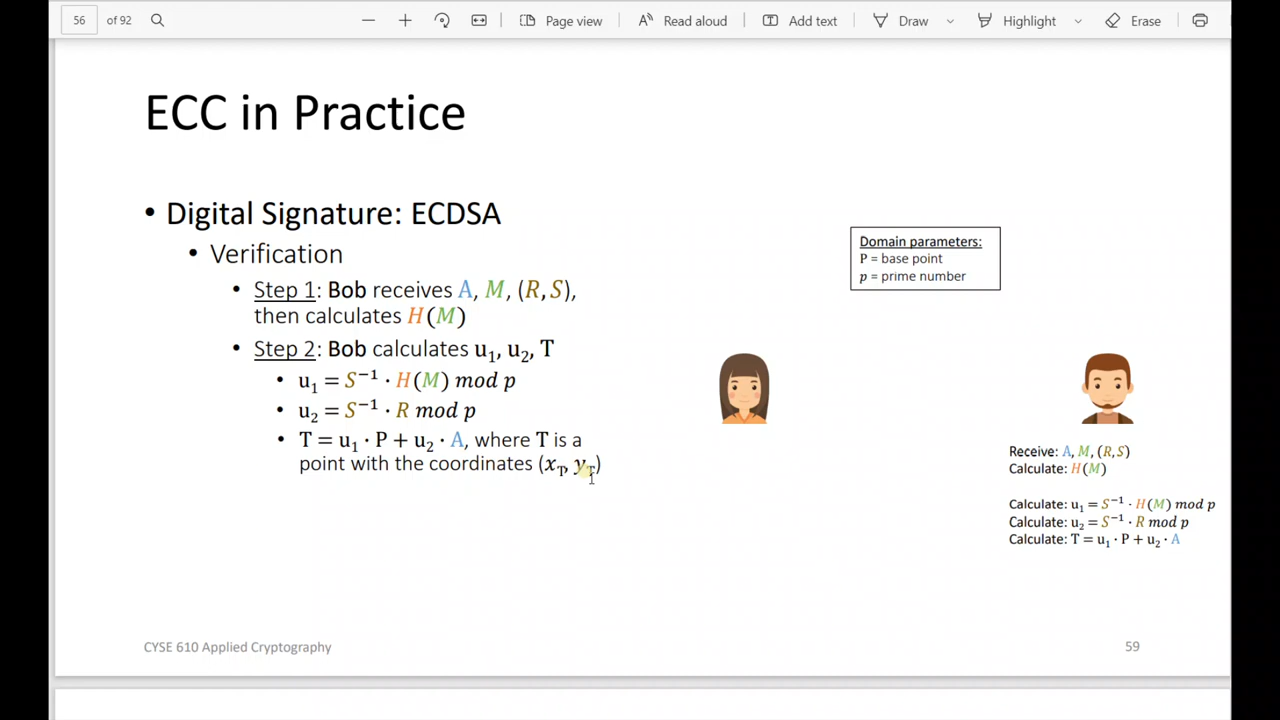 56 of 92 Page view Read aloud Add text Draw Highlight Erase
ECC in Practice
• Digital Signature: ECDSA
• Verification
• Step 1: Bob receives A, M, (R, S),
then calculates H(M)
• Step 2: Bob calculates u₁, u₂, T
• u₁ = S⁻¹ · H(M) mod p
• u₂ = S⁻¹ · R mod p
• T = u₁ · P + u₂ · A, where T is a
point with the coordinates (x_T, y_T)
Domain parameters:
P = base point
p = prime number
Receive: A, M, (R, S)
Calculate: H(M)
Calculate: u₁ = S⁻¹ · H(M) mod p
Calculate: u₂ = S⁻¹ · R mod p
Calculate: T = u₁ · P + u₂ · A
CYSE 610 Applied Cryptography
59